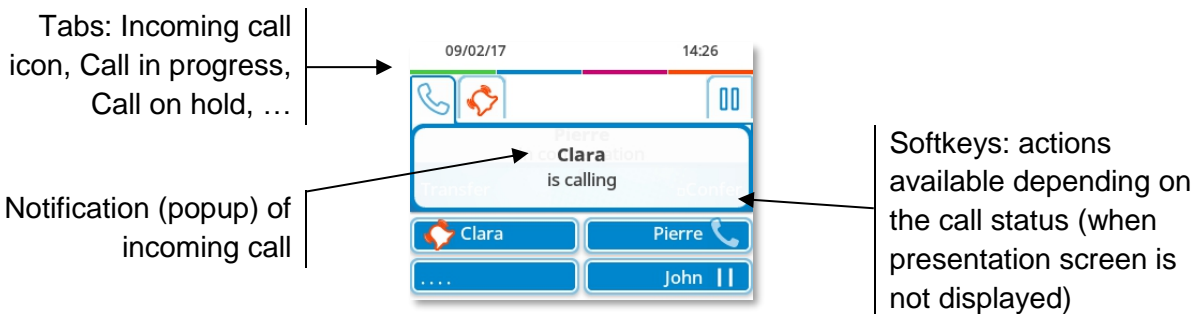 Tabs: Incoming call
icon, Call in progress,
Call on hold, …
Notification (popup) of
incoming call
09/02/17 14:26
Pierre
Clara
is calling
Transfer
Clara Pierre
.... John
Softkeys: actions
available depending on
the call status (when
presentation screen is
not displayed)